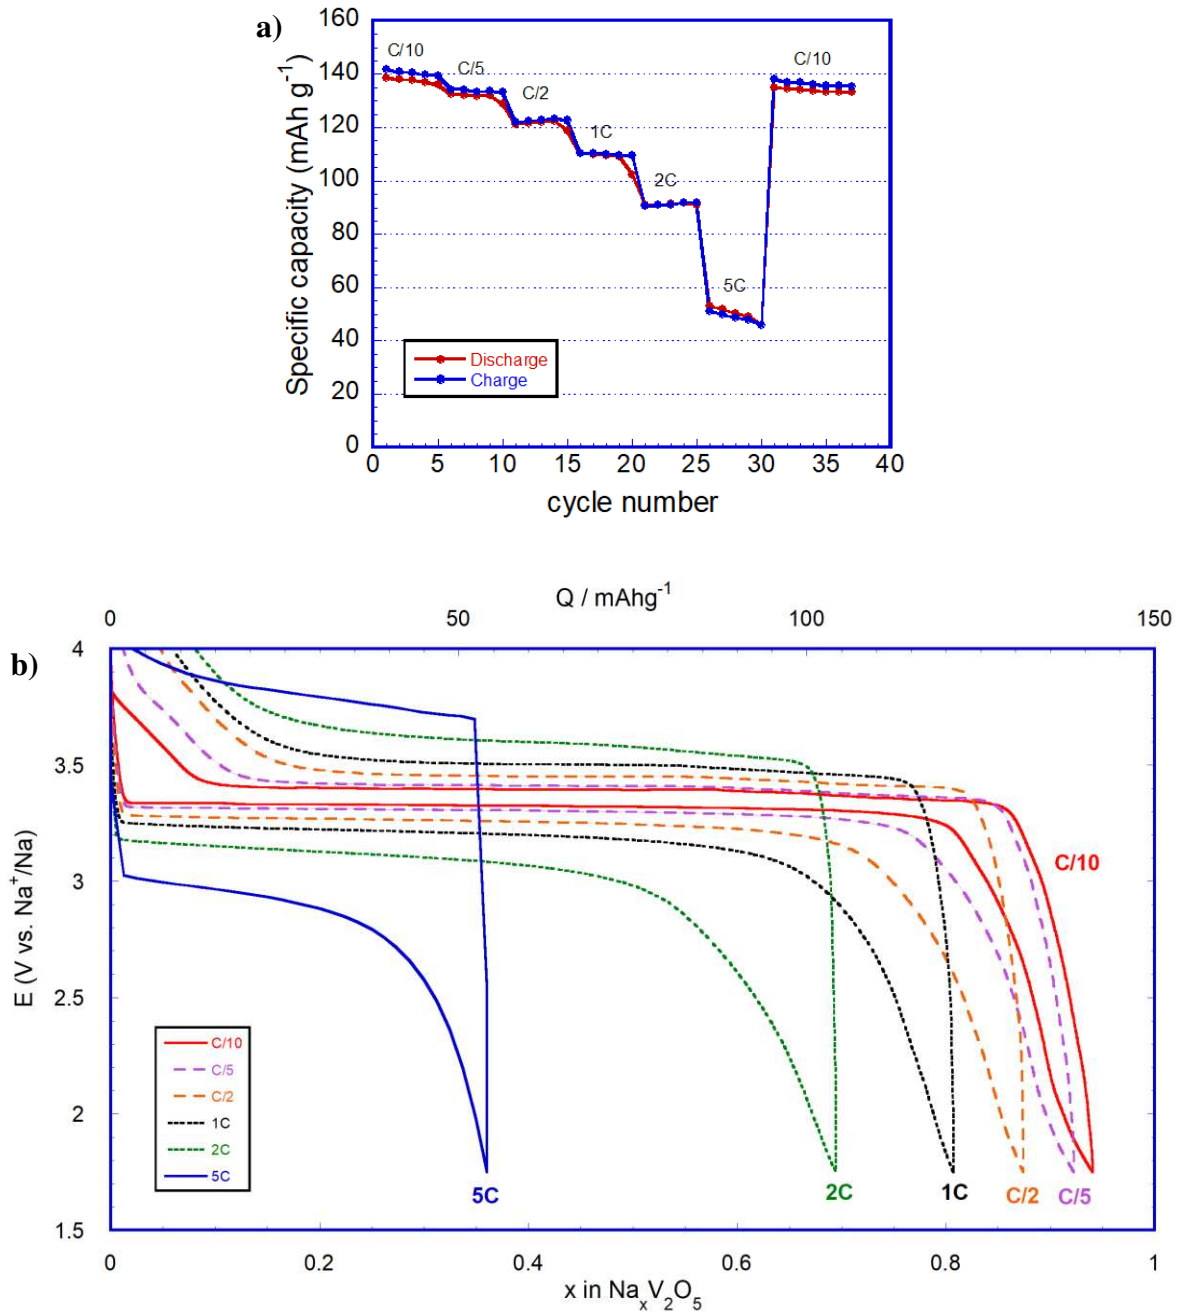 a)
Specific capacity (mAh g⁻¹)
160
140
120
100
80
60
40
20
0
C/10
C/5
C/2
1C
2C
5C
C/10
Discharge
Charge
0 5 10 15 20 25 30 35 40
cycle number
b)
Q / mAhg⁻¹
0 50 100 150
E (V vs. Na⁺/Na)
4
3.5
3
2.5
2
1.5
C/10
C/10
C/5
C/2
1C
2C
5C
5C 2C 1C C/2 C/5
0 0.2 0.4 0.6 0.8 1
x in NaₓV₂O₅